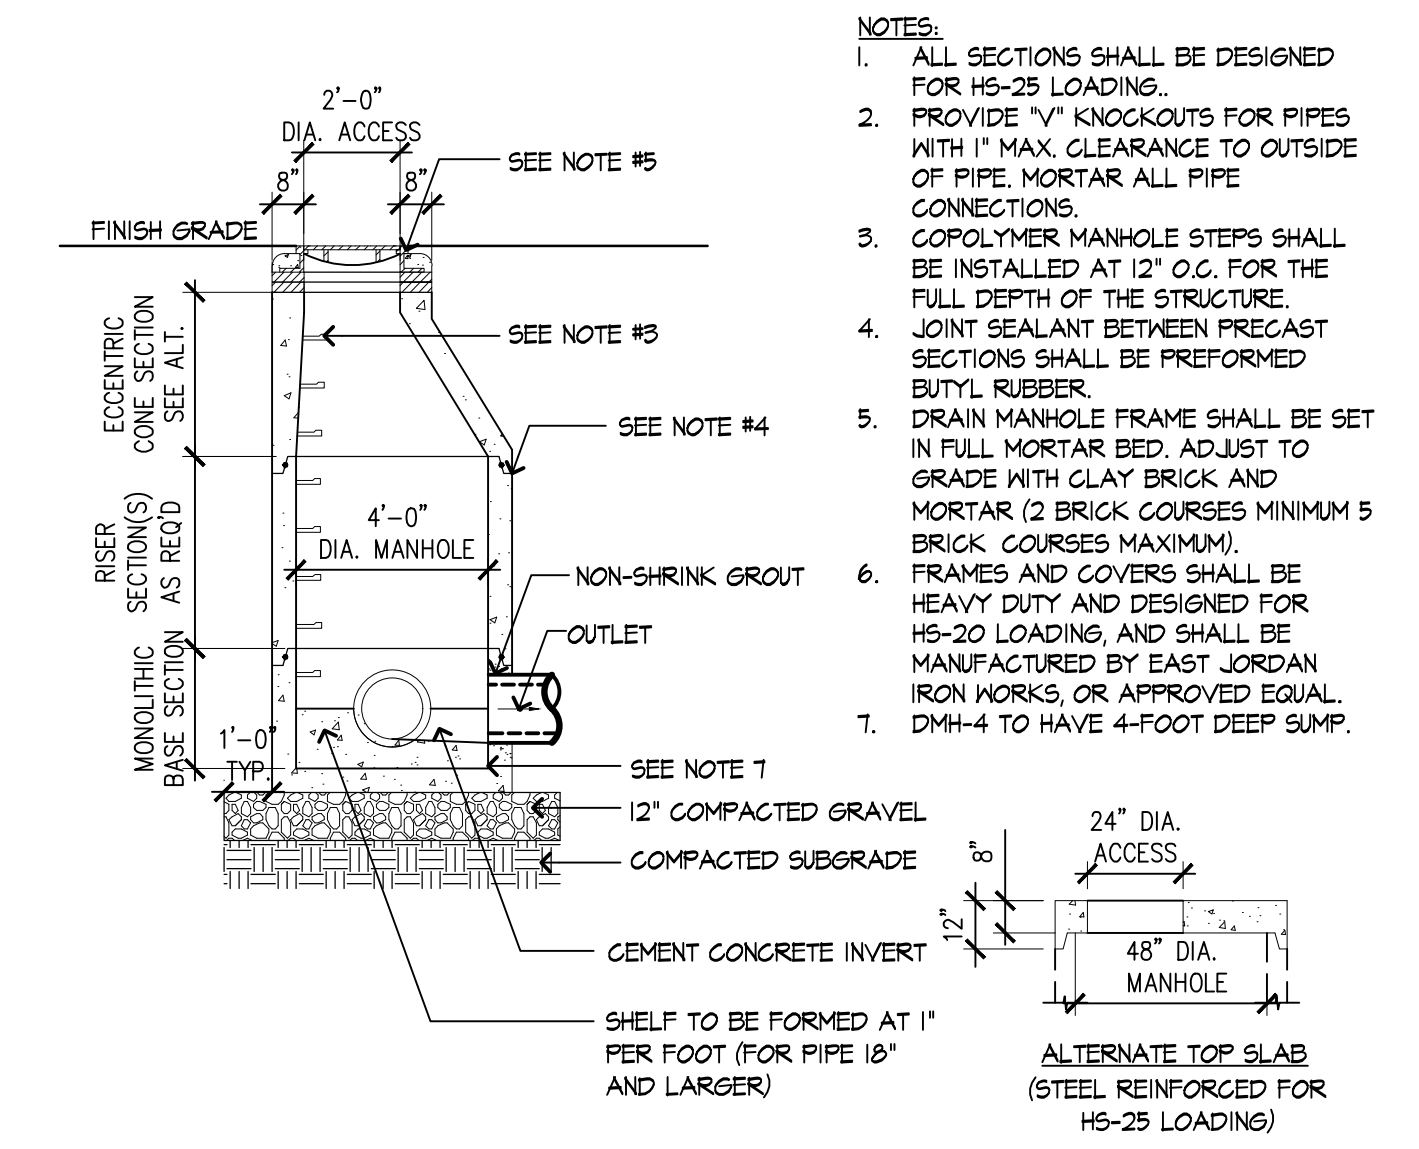 2'-0"
DIA. ACCESS
8"
8"
SEE NOTE #5
FINISH GRADE
ECCENTRIC
CONE SECTION
SEE ALT.
SEE NOTE #3
SEE NOTE #4
RISER
SECTION(S)
AS REQ'D
4'-0"
DIA. MANHOLE
NON-SHRINK GROUT
OUTLET
MONOLITHIC
BASE SECTION
1'-0"
TYP.
SEE NOTE 7
12" COMPACTED GRAVEL
COMPACTED SUBGRADE
CEMENT CONCRETE INVERT
SHELF TO BE FORMED AT 1"
PER FOOT (FOR PIPE 18"
AND LARGER)
NOTES:
1. ALL SECTIONS SHALL BE DESIGNED
FOR HS-25 LOADING..
2. PROVIDE "V" KNOCKOUTS FOR PIPES
WITH 1" MAX. CLEARANCE TO OUTSIDE
OF PIPE. MORTAR ALL PIPE
CONNECTIONS.
3. COPOLYMER MANHOLE STEPS SHALL
BE INSTALLED AT 12" O.C. FOR THE
FULL DEPTH OF THE STRUCTURE.
4. JOINT SEALANT BETWEEN PRECAST
SECTIONS SHALL BE PREFORMED
BUTYL RUBBER.
5. DRAIN MANHOLE FRAME SHALL BE SET
IN FULL MORTAR BED. ADJUST TO
GRADE WITH CLAY BRICK AND
MORTAR (2 BRICK COURSES MINIMUM 5
BRICK COURSES MAXIMUM).
6. FRAMES AND COVERS SHALL BE
HEAVY DUTY AND DESIGNED FOR
HS-20 LOADING, AND SHALL BE
MANUFACTURED BY EAST JORDAN
IRON WORKS, OR APPROVED EQUAL.
7. DMH-4 TO HAVE 4-FOOT DEEP SUMP.
24" DIA.
ACCESS
8"
12"
48" DIA.
MANHOLE
ALTERNATE TOP SLAB
(STEEL REINFORCED FOR
HS-25 LOADING)